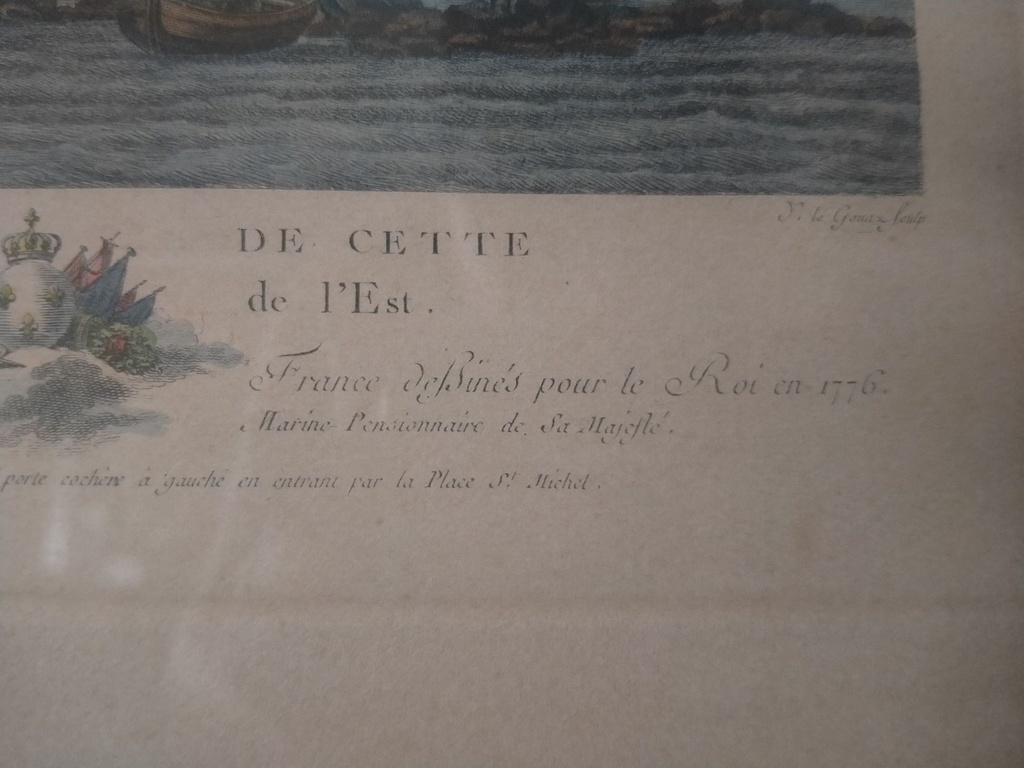 Y. le Gouaz Sculp
DE CETTE
de l'Est.
France deſsinés pour le Roi en 1776.
Marine Pensionnaire de Sa Majeſté.
porte cochère à gauche en entrant par la Place S.t Michel.